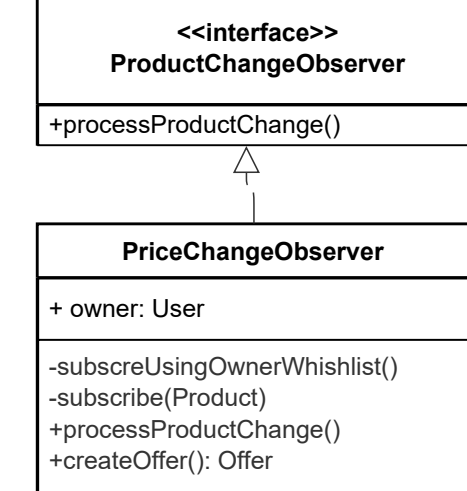 <<interface>>
ProductChangeObserver
+processProductChange()
PriceChangeObserver
+ owner: User
-subscreUsingOwnerWhishlist()
-subscribe(Product)
+processProductChange()
+createOffer(): Offer